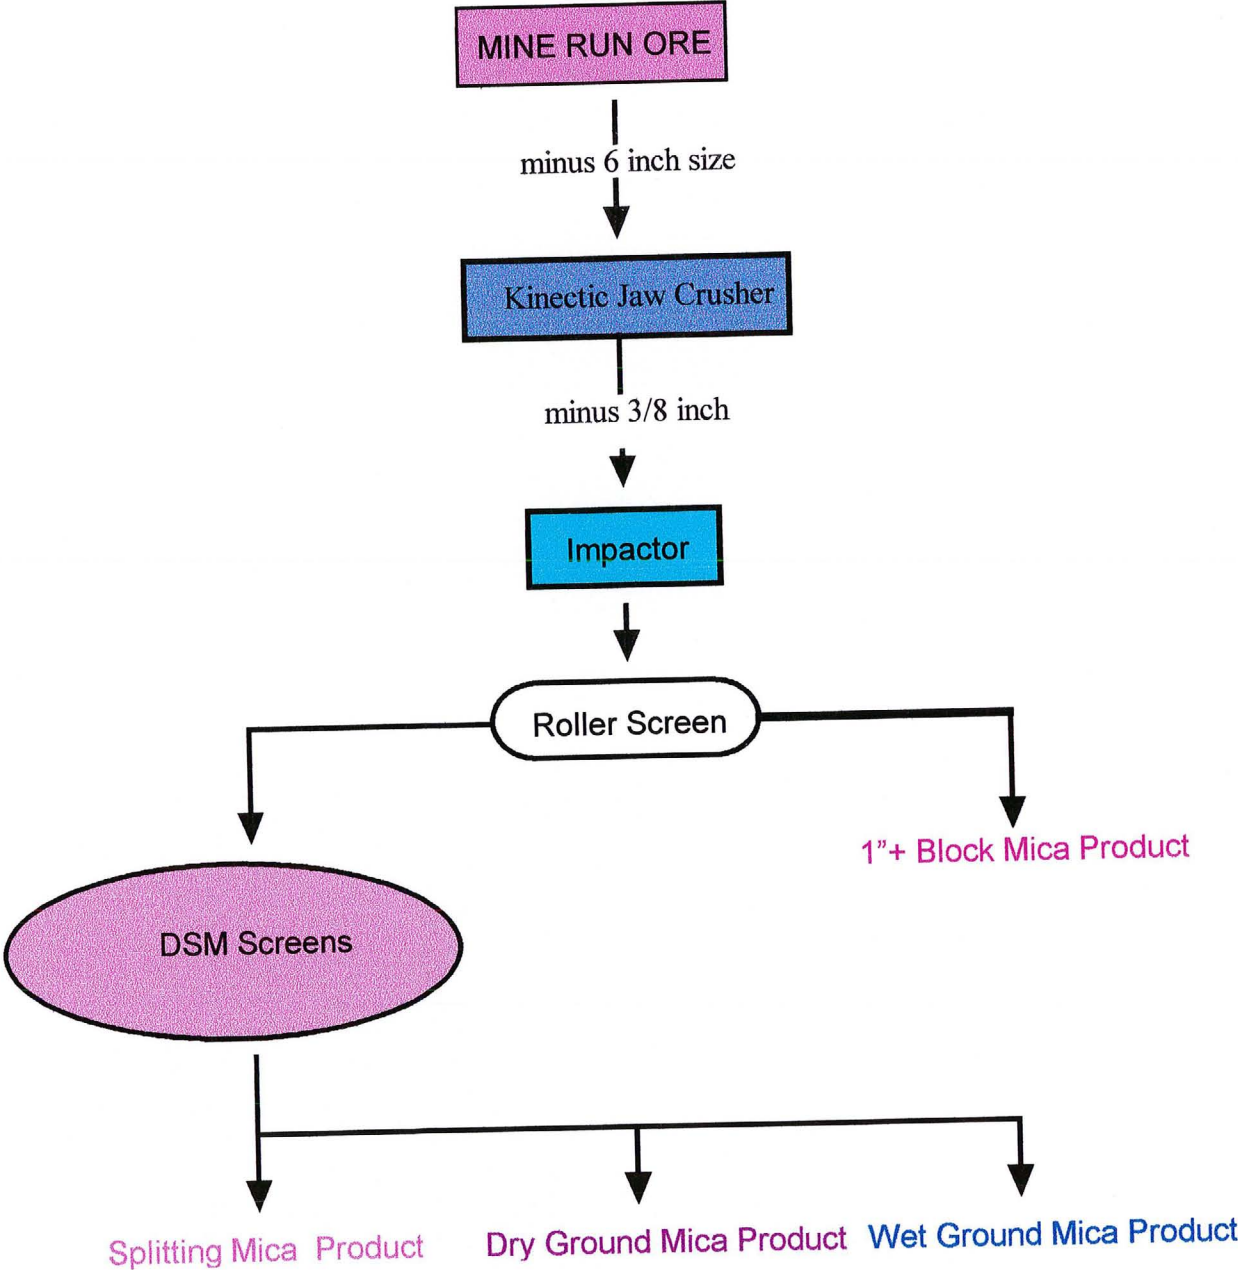 MINE RUN ORE
minus 6 inch size
Kinectic Jaw Crusher
minus 3/8 inch
Impactor
Roller Screen
1”+ Block Mica Product
DSM Screens
Splitting Mica Product
Dry Ground Mica Product
Wet Ground Mica Product